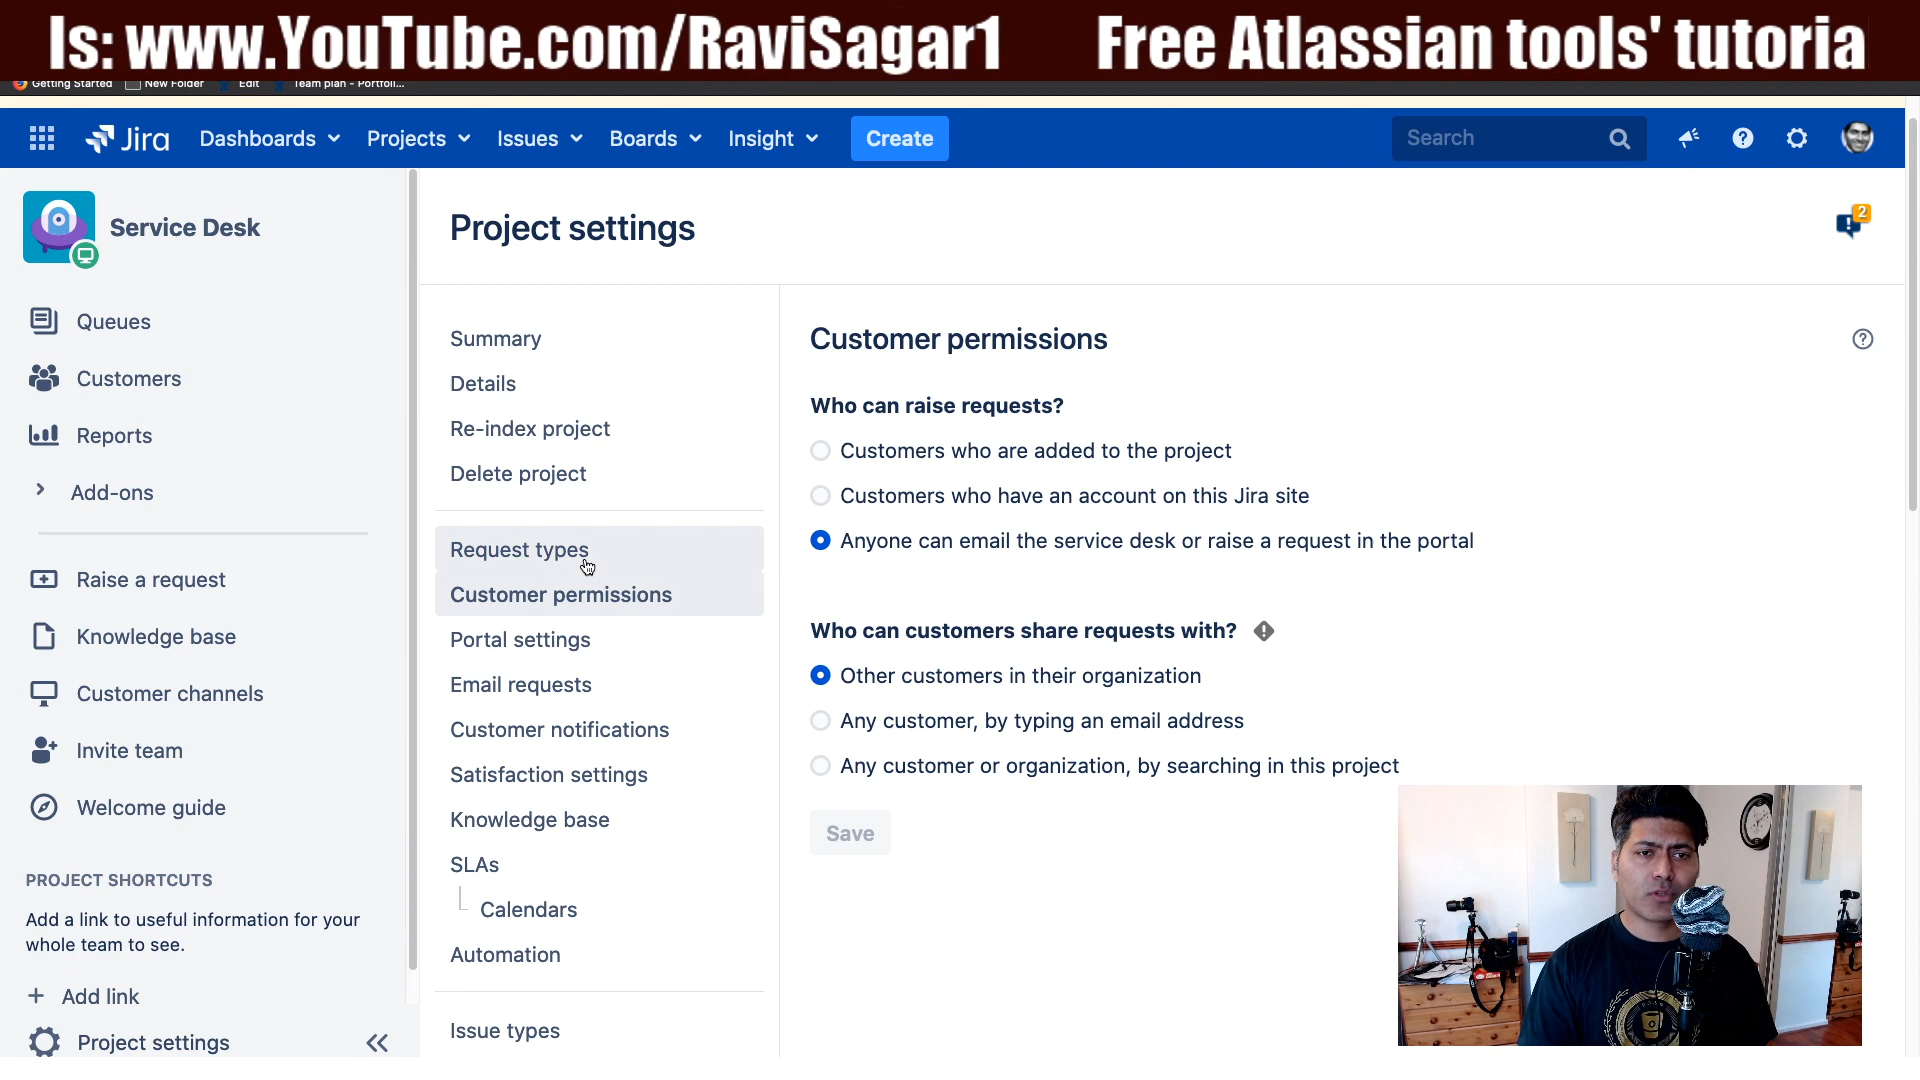 ls: www.YouTube.com/RaviSagar1 Free Atlassian tools' tutoria
Getting Started New Folder Edit Team plan - Portfoli...
Jira Dashboards Projects Issues Boards Insight Create Search
Service Desk
Project settings
2
Queues
Customers
Reports
Add-ons
Raise a request
Knowledge base
Customer channels
Invite team
Welcome guide
PROJECT SHORTCUTS
Add a link to useful information for your
whole team to see.
+ Add link
Project settings
Summary
Details
Re-index project
Delete project
Request types
Customer permissions
Portal settings
Email requests
Customer notifications
Satisfaction settings
Knowledge base
SLAs
Calendars
Automation
Issue types
Customer permissions
Who can raise requests?
Customers who are added to the project
Customers who have an account on this Jira site
Anyone can email the service desk or raise a request in the portal
Who can customers share requests with?
Other customers in their organization
Any customer, by typing an email address
Any customer or organization, by searching in this project
Save